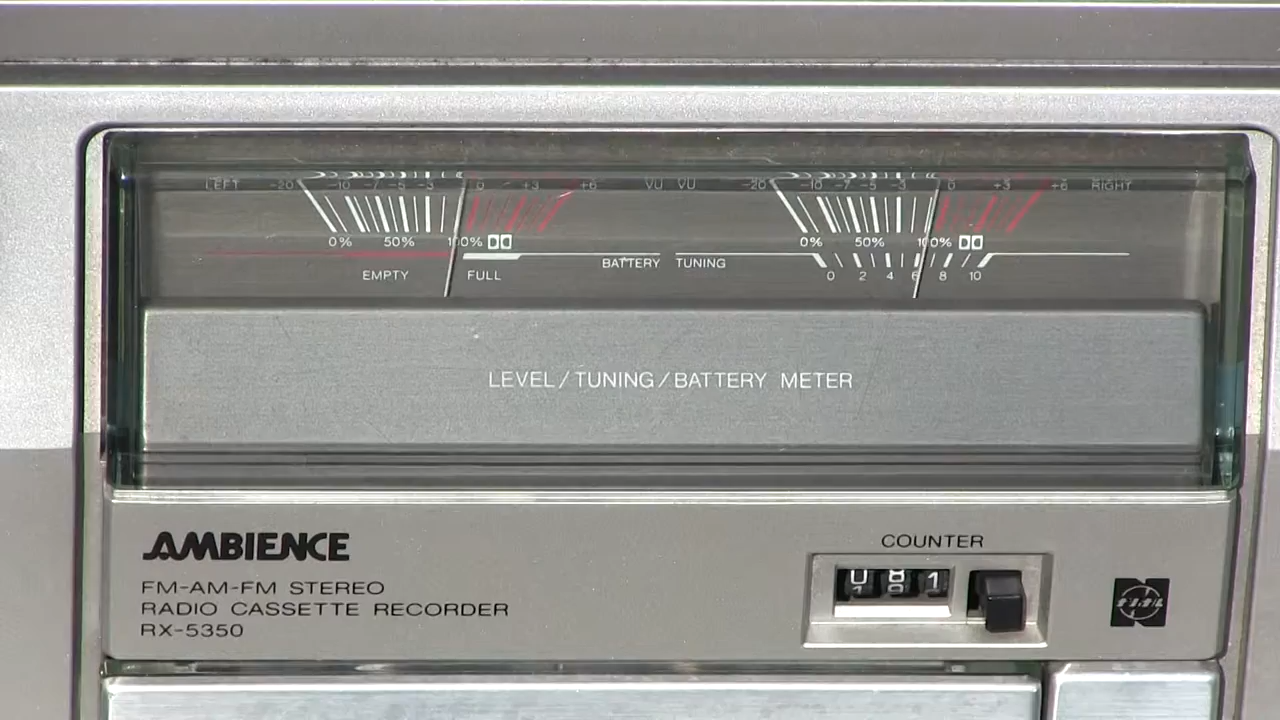 LEFT -20 -10 -7 -5 -3 0 +3 +6 VU VU -20 -10 -7 -5 -3 0 +3 +6 RIGHT
0% 50% 100% 0% 50% 100%
BATTERY TUNING
EMPTY FULL 0 2 4 6 8 10
LEVEL/TUNING/BATTERY METER
AMBIENCE
COUNTER
FM-AM-FM STEREO
RADIO CASSETTE RECORDER
RX-5350